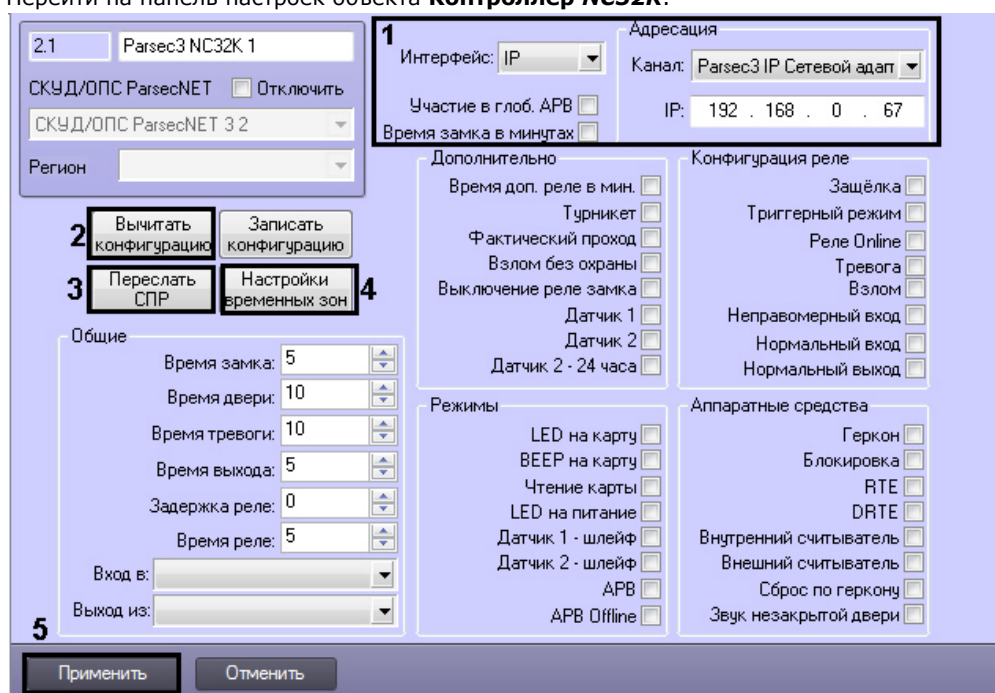 Перейти на панель настроек объекта Контроллер NC32K.
2.1 Parsec3 NC32K 1
СКУД/ОПС ParsecNET Отключить
СКУД/ОПС ParsecNET 3 2
Регион
1
Интерфейс: IP
Участие в глоб. APB
Время замка в минутах
Адресация
Канал: Parsec3 IP Сетевой адап
IP: 192 . 168 . 0 . 67
2 Вычитать конфигурацию
Записать конфигурацию
3 Переслать СПР
Настройки временных зон 4
Общие
Время замка: 5
Время двери: 10
Время тревоги: 10
Время выхода: 5
Задержка реле: 0
Время реле: 5
Вход в:
Выход из:
Дополнительно
Время доп. реле в мин.
Турникет
Фактический проход
Взлом без охраны
Выключение реле замка
Датчик 1
Датчик 2
Датчик 2 - 24 часа
Конфигурация реле
Защёлка
Триггерный режим
Реле Online
Тревога
Взлом
Неправомерный вход
Нормальный вход
Нормальный выход
Режимы
LED на карту
BEEP на карту
Чтение карты
LED на питание
Датчик 1 - шлейф
Датчик 2 - шлейф
APB
APB Offline
Аппаратные средства
Геркон
Блокировка
RTE
DRTE
Внутренний считыватель
Внешний считыватель
Сброс по геркону
Звук незакрытой двери
5
Применить Отменить